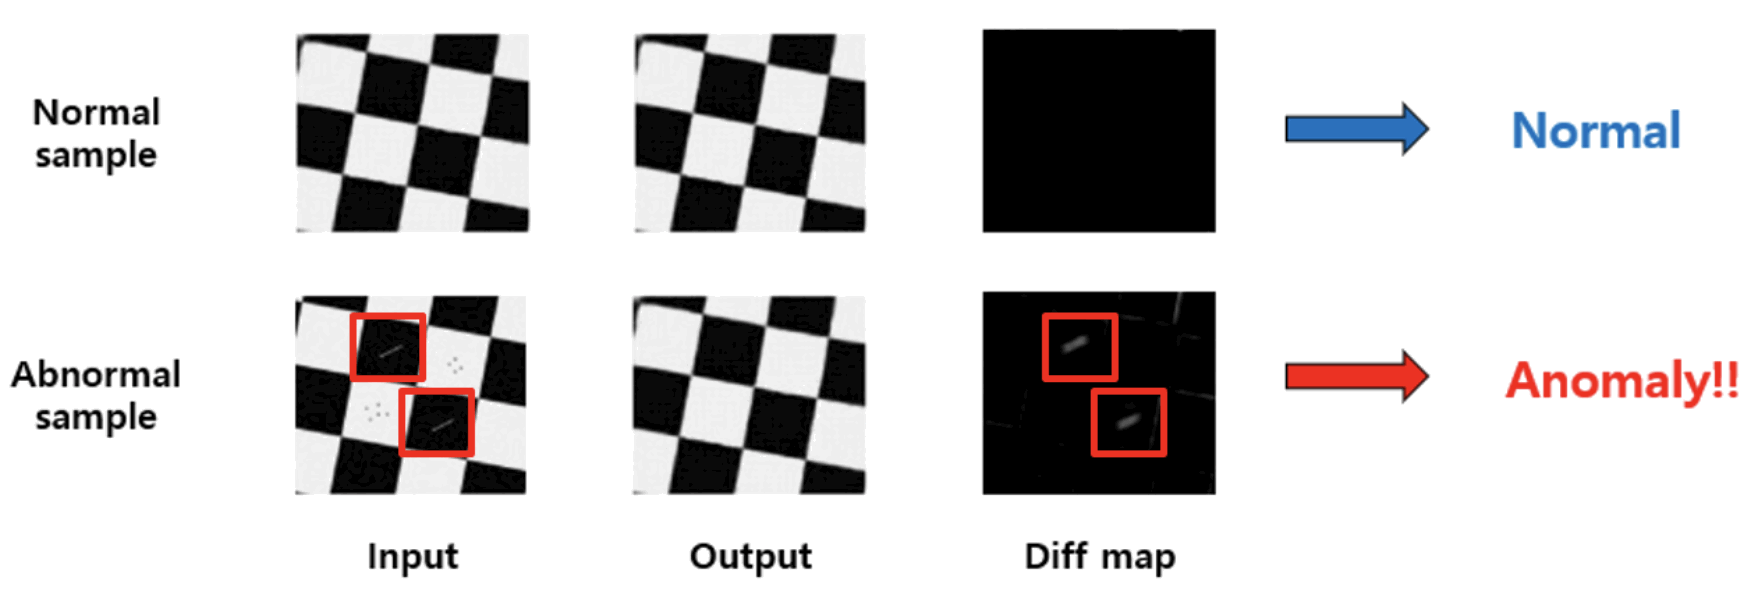 Normal
sample
Normal
Abnormal
sample
Anomaly!!
Input
Output
Diff map